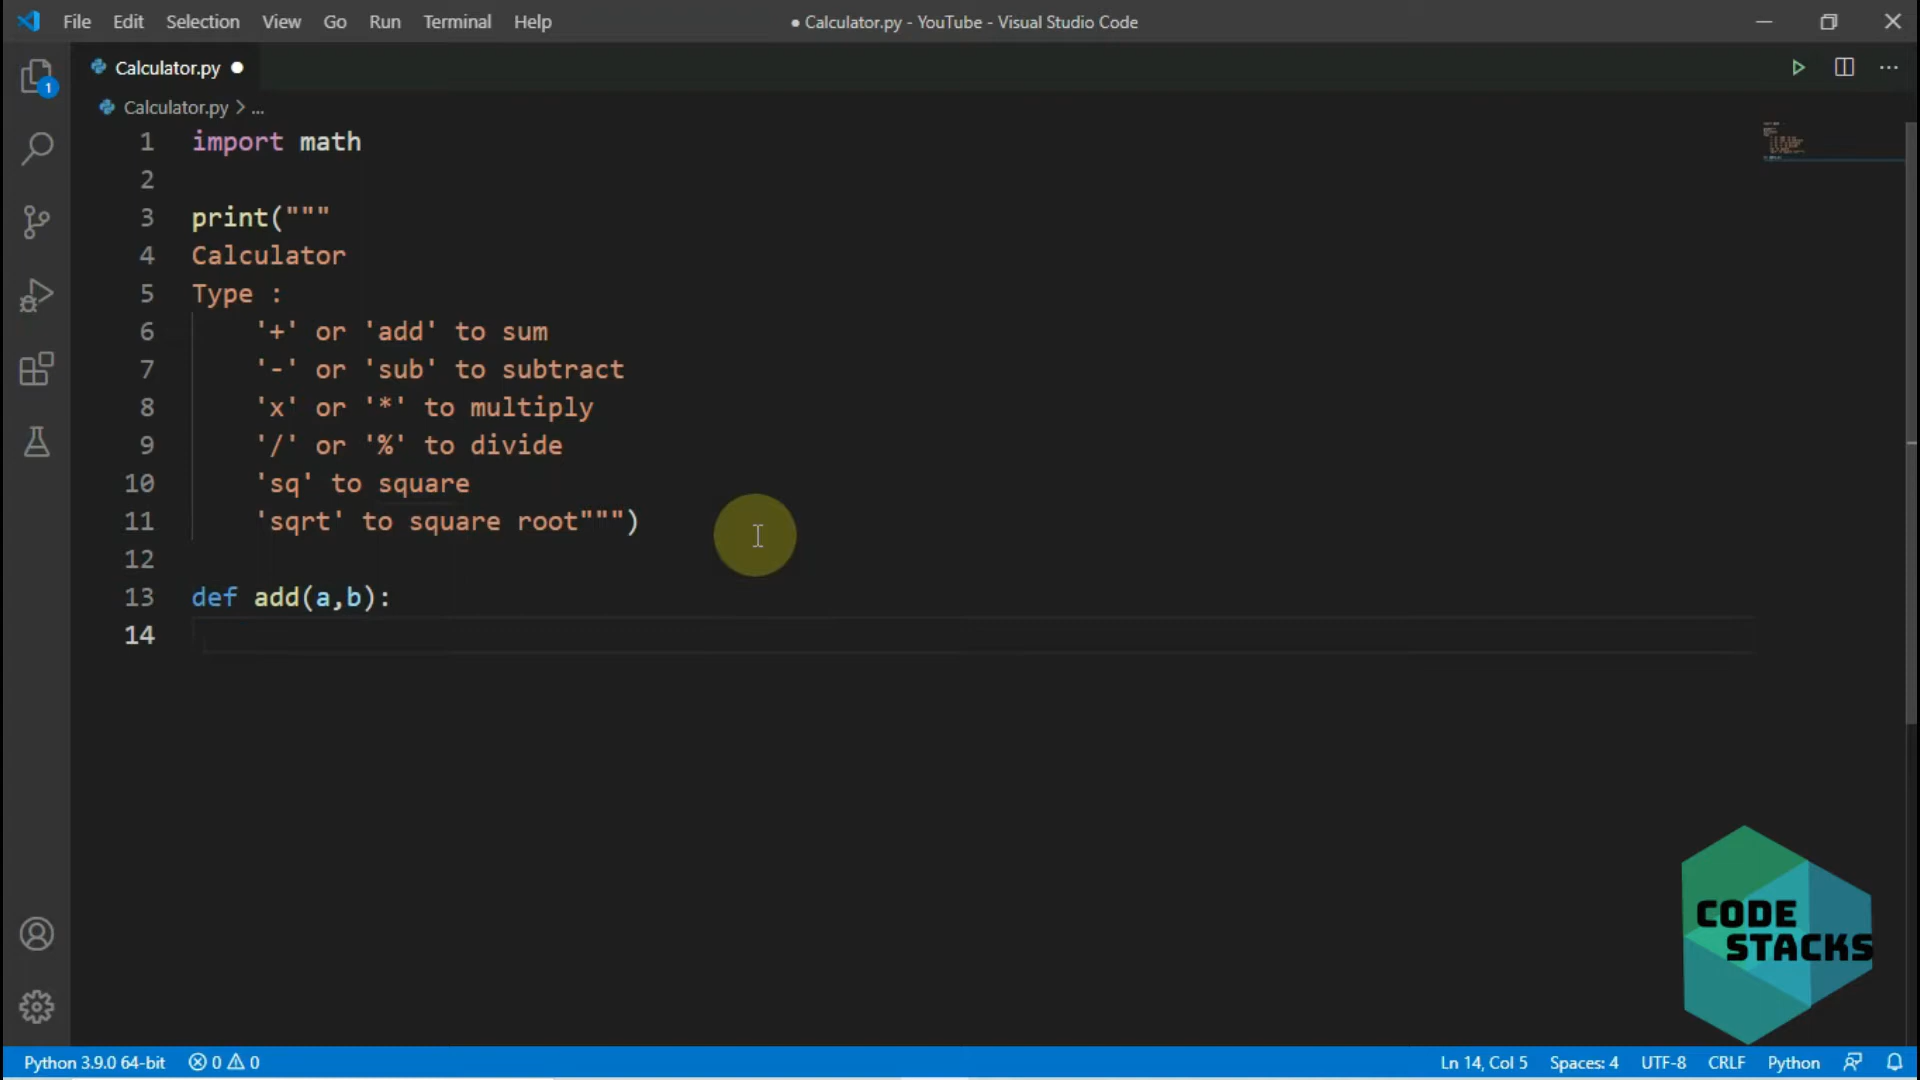 File Edit Selection View Go Run Terminal Help ● Calculator.py - YouTube - Visual Studio Code
Calculator.py ●
1
Calculator.py > ...
1 import math
2
3 print("""
4 Calculator
5 Type :
6 '+' or 'add' to sum
7 '-' or 'sub' to subtract
8 'x' or '*' to multiply
9 '/' or '%' to divide
10 'sq' to square
11 'sqrt' to square root""")
12
13 def add(a,b):
14
CODE
STACKS
Python 3.9.0 64-bit 0 0 Ln 14, Col 5 Spaces: 4 UTF-8 CRLF Python